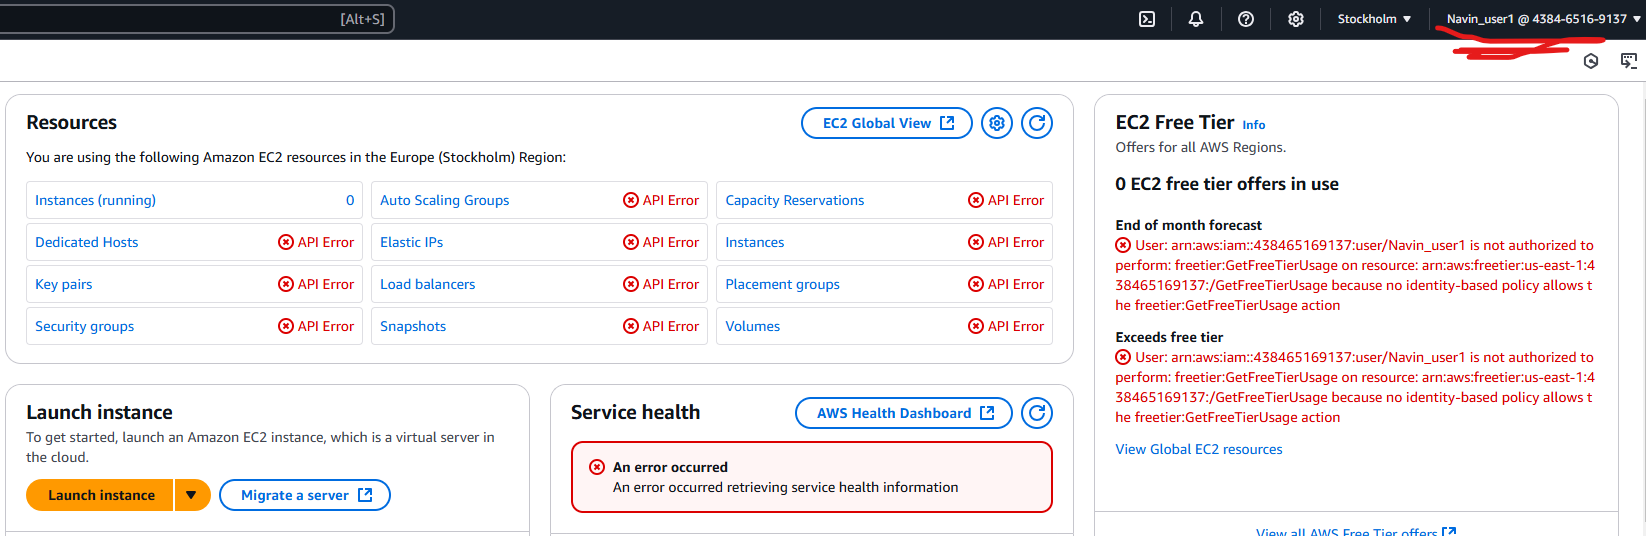 [Alt+S]
Stockholm
Navin_user1 @ 4384-6516-9137
Resources
EC2 Global View
You are using the following Amazon EC2 resources in the Europe (Stockholm) Region:
Instances (running) 0
Auto Scaling Groups API Error
Capacity Reservations API Error
Dedicated Hosts API Error
Elastic IPs API Error
Instances API Error
Key pairs API Error
Load balancers API Error
Placement groups API Error
Security groups API Error
Snapshots API Error
Volumes API Error
Launch instance
To get started, launch an Amazon EC2 instance, which is a virtual server in
the cloud.
Launch instance
Migrate a server
Service health
AWS Health Dashboard
An error occurred
An error occurred retrieving service health information
EC2 Free Tier Info
Offers for all AWS Regions.
0 EC2 free tier offers in use
End of month forecast
User: arn:aws:iam::438465169137:user/Navin_user1 is not authorized to
perform: freetier:GetFreeTierUsage on resource: arn:aws:freetier:us-east-1:4
38465169137:/GetFreeTierUsage because no identity-based policy allows t
he freetier:GetFreeTierUsage action
Exceeds free tier
User: arn:aws:iam::438465169137:user/Navin_user1 is not authorized to
perform: freetier:GetFreeTierUsage on resource: arn:aws:freetier:us-east-1:4
38465169137:/GetFreeTierUsage because no identity-based policy allows t
he freetier:GetFreeTierUsage action
View Global EC2 resources
View all AWS Free Tier offers